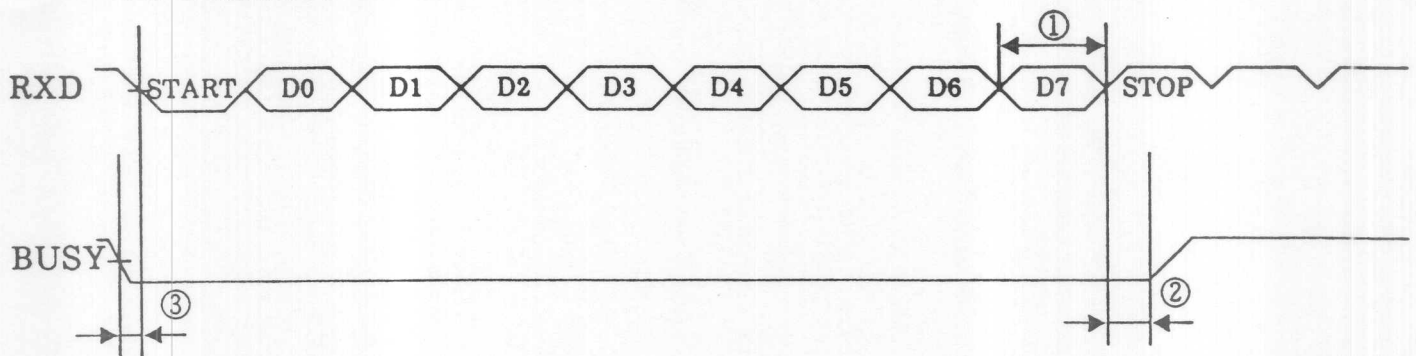 ①
RXD START D0 D1 D2 D3 D4 D5 D6 D7 STOP
BUSY
③ ②